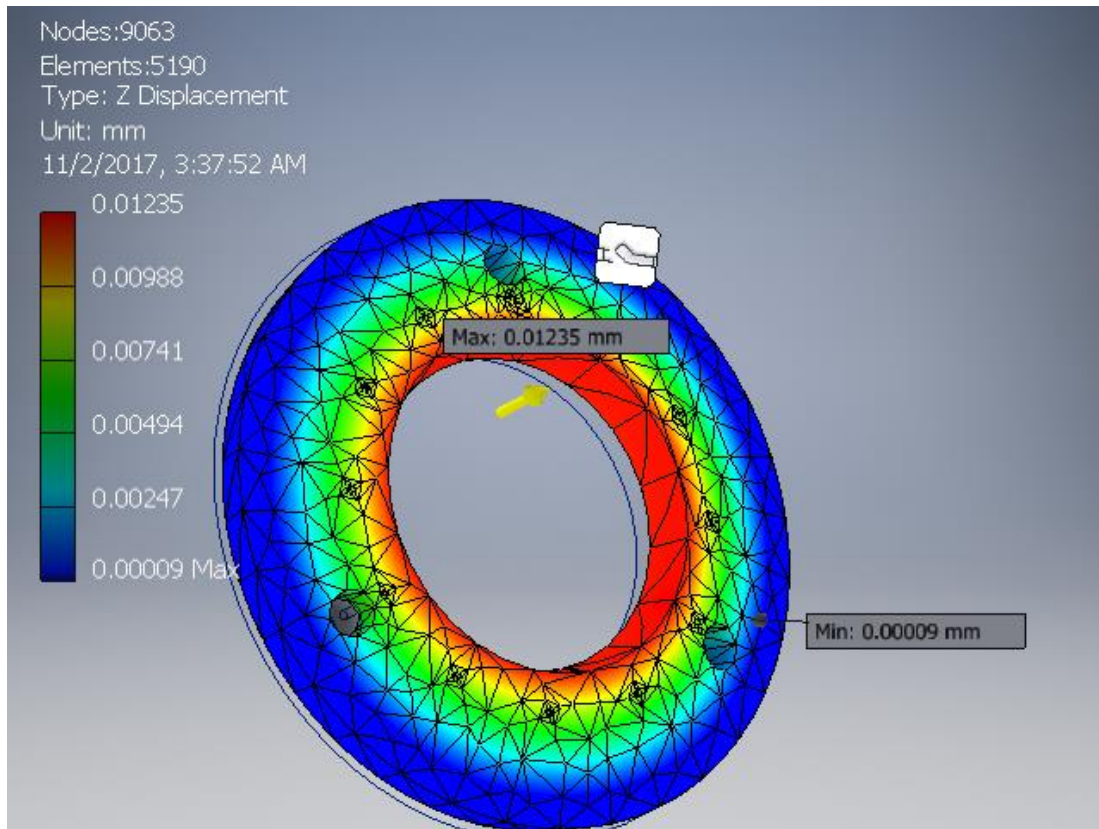 Nodes:9063
Elements:5190
Type: Z Displacement
Unit: mm
11/2/2017, 3:37:52 AM
0.01235
0.00988
0.00741
0.00494
0.00247
0.00009 Max
Max: 0.01235 mm
Min: 0.00009 mm